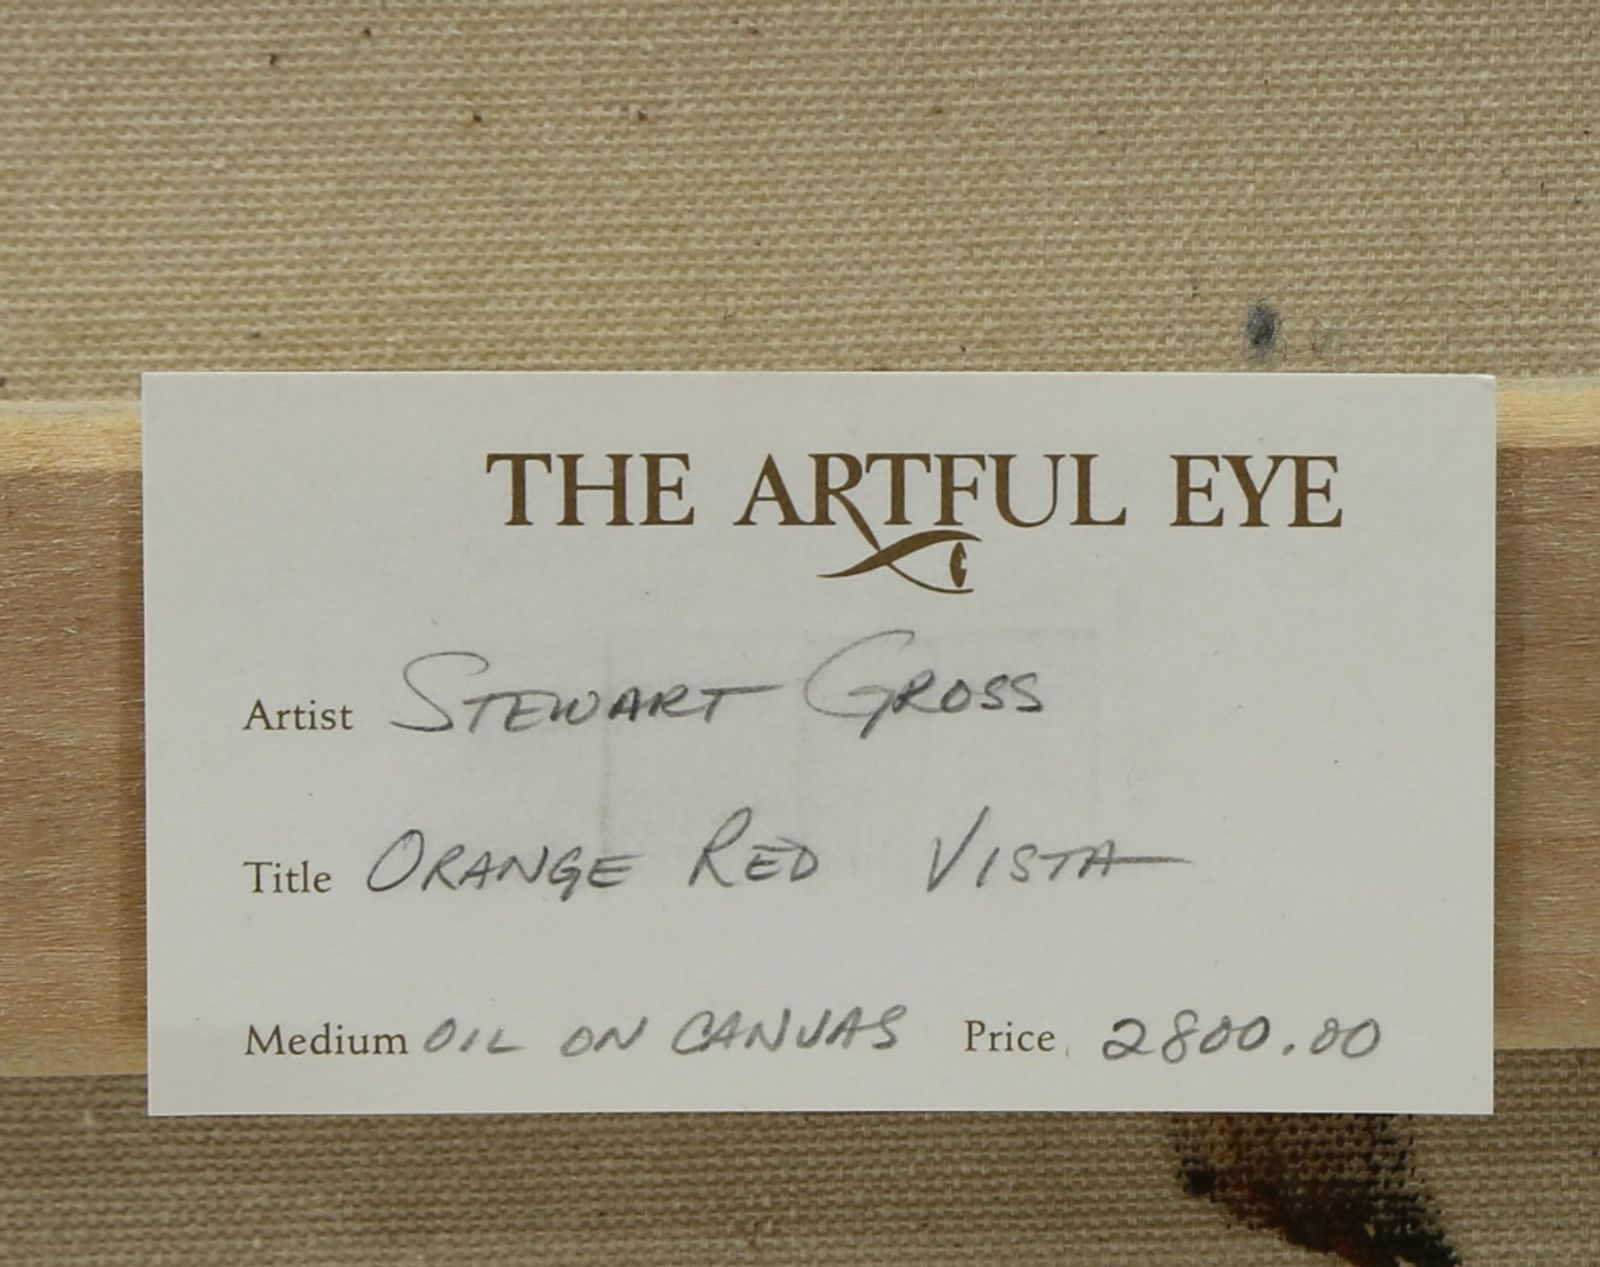 THE ARTFUL EYE
Artist STEWART GROSS
Title ORANGE RED VISTA
Medium OIL ON CANVAS Price 2800.00